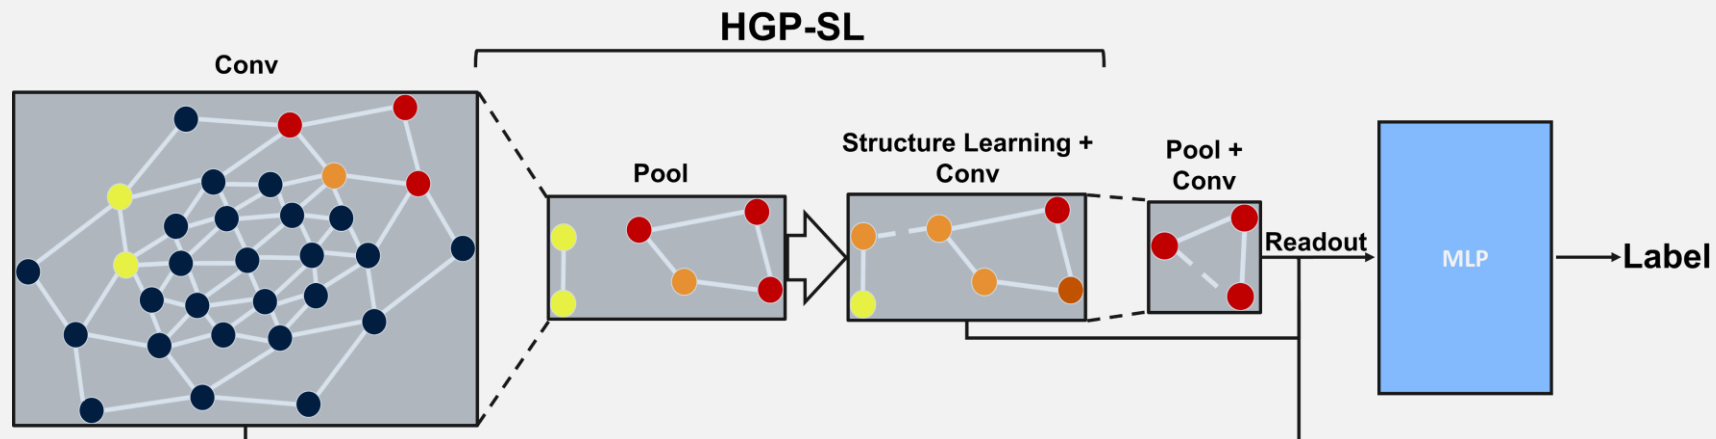 HGP-SL
Conv
Pool
Structure Learning +
Conv
Pool +
Conv
Readout
MLP
Label